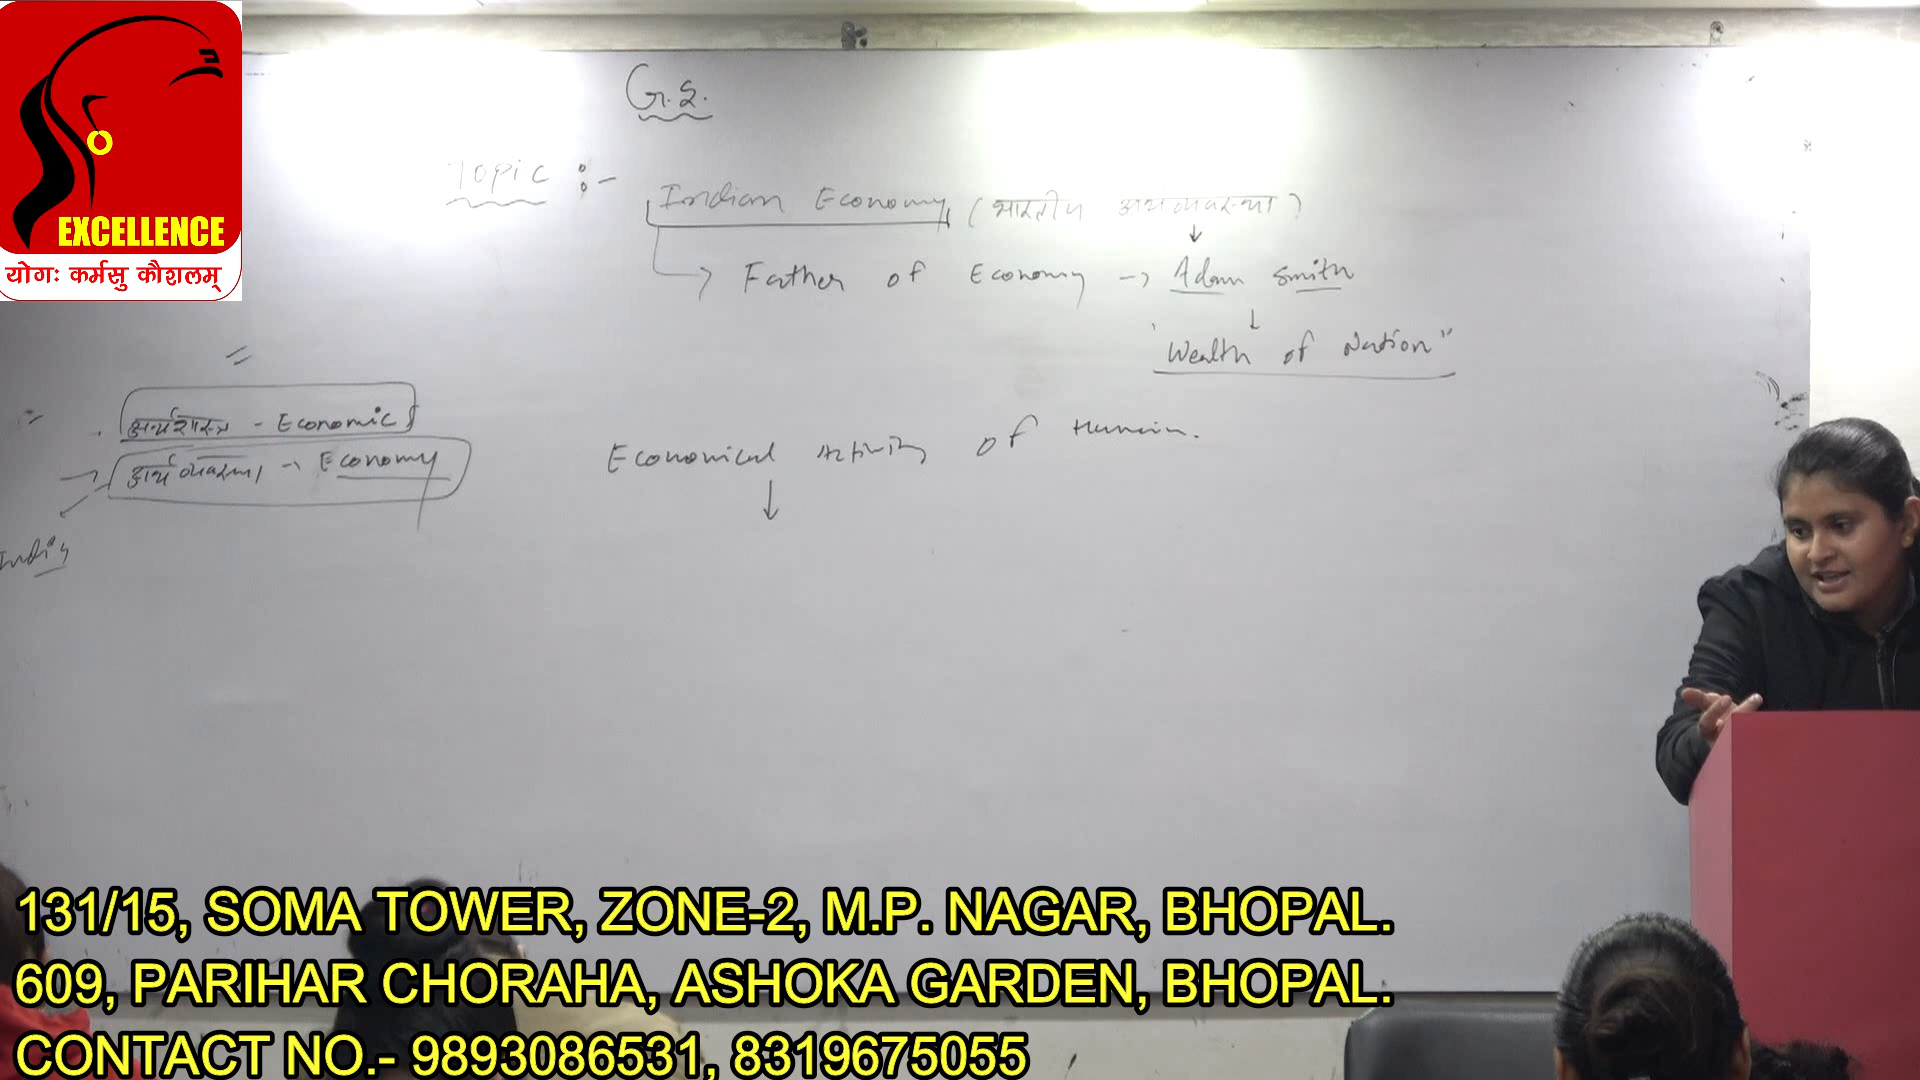 EXCELLENCE
योगः कर्मसु कौशलम्
G.S.
Topic :-
Indian Economy (भारतीय अर्थव्यवस्था)
Father of Economy → Adam Smith
"Wealth of Nation"
अर्थशास्त्र - Economics
अर्थव्यवस्था → Economy
Economical Activity of Human.
India
131/15, SOMA TOWER, ZONE-2, M.P. NAGAR, BHOPAL.
609, PARIHAR CHORAHA, ASHOKA GARDEN, BHOPAL.
CONTACT NO.- 9893086531, 8319675055